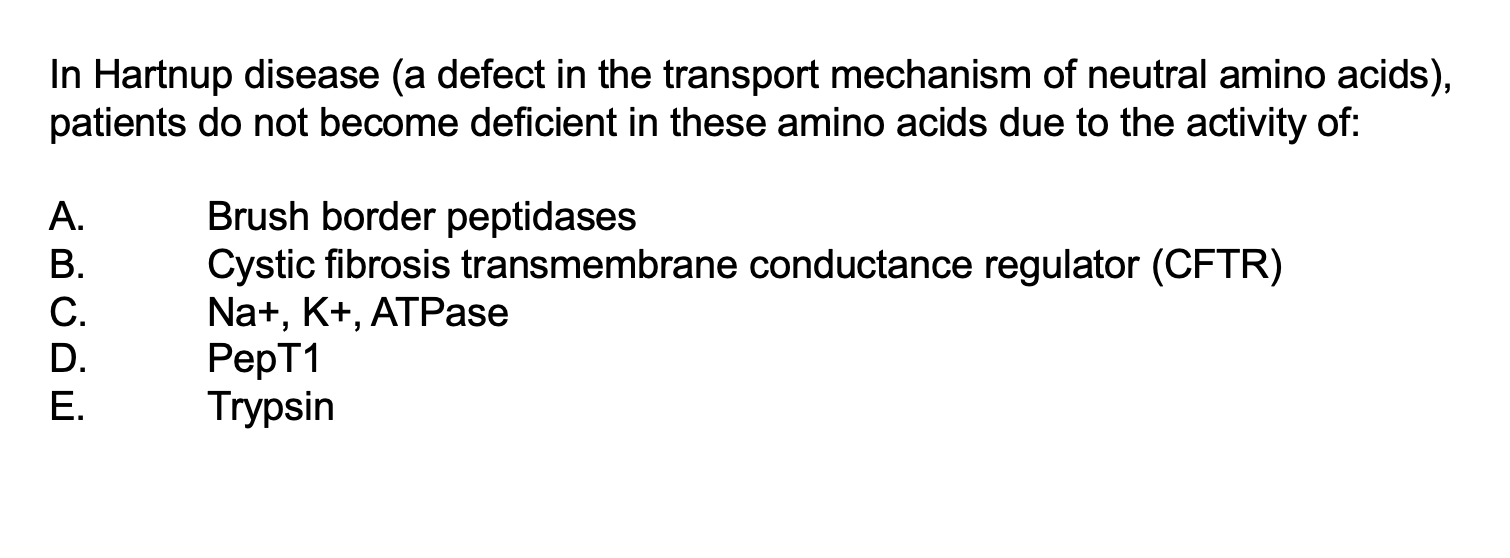 In Hartnup disease (a defect in the transport mechanism of neutral amino acids),
patients do not become deficient in these amino acids due to the activity of:
A. Brush border peptidases
B. Cystic fibrosis transmembrane conductance regulator (CFTR)
C. Na+, K+, ATPase
D. PepT1
E. Trypsin